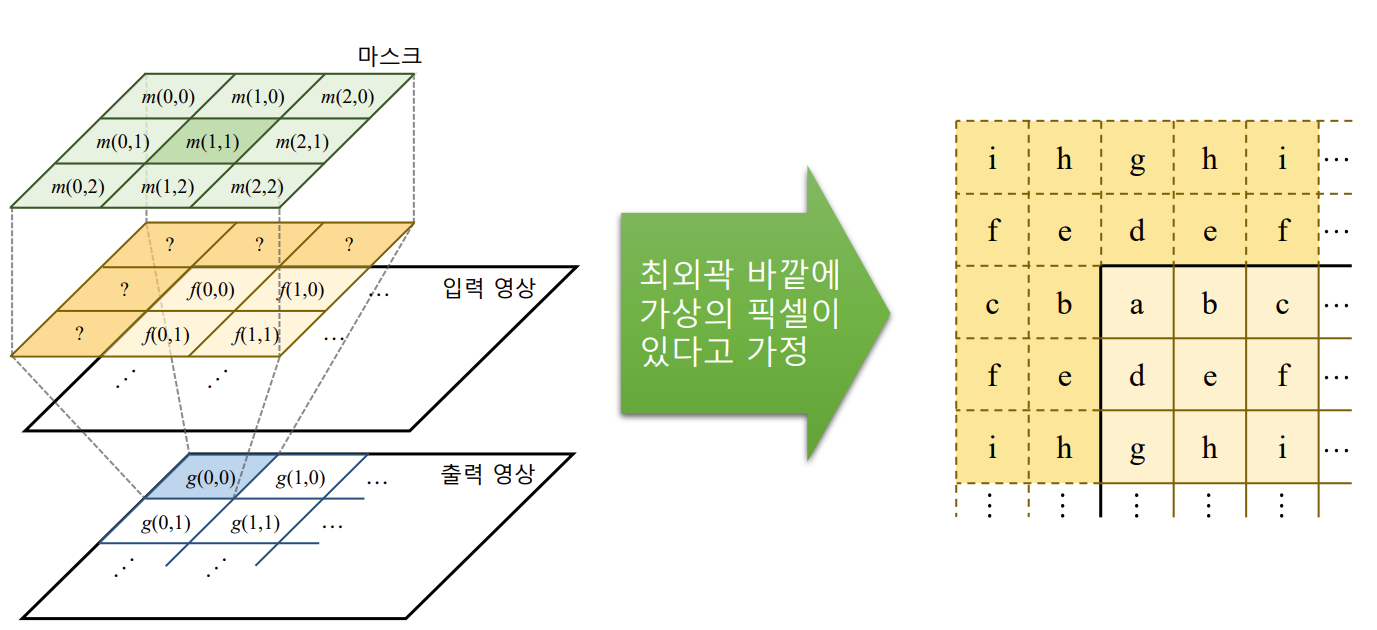 마스크
m(0,0) m(1,0) m(2,0)
m(0,1) m(1,1) m(2,1)
m(0,2) m(1,2) m(2,2)
? ? ?
? f(0,0) f(1,0) ... 입력 영상
? f(0,1) f(1,1) ...
출력 영상
g(0,0) g(1,0) ...
g(0,1) g(1,1) ...
최외곽 바깥에
가상의 픽셀이
있다고 가정
i h g h i ...
f e d e f ...
c b a b c ...
f e d e f ...
i h g h i ...